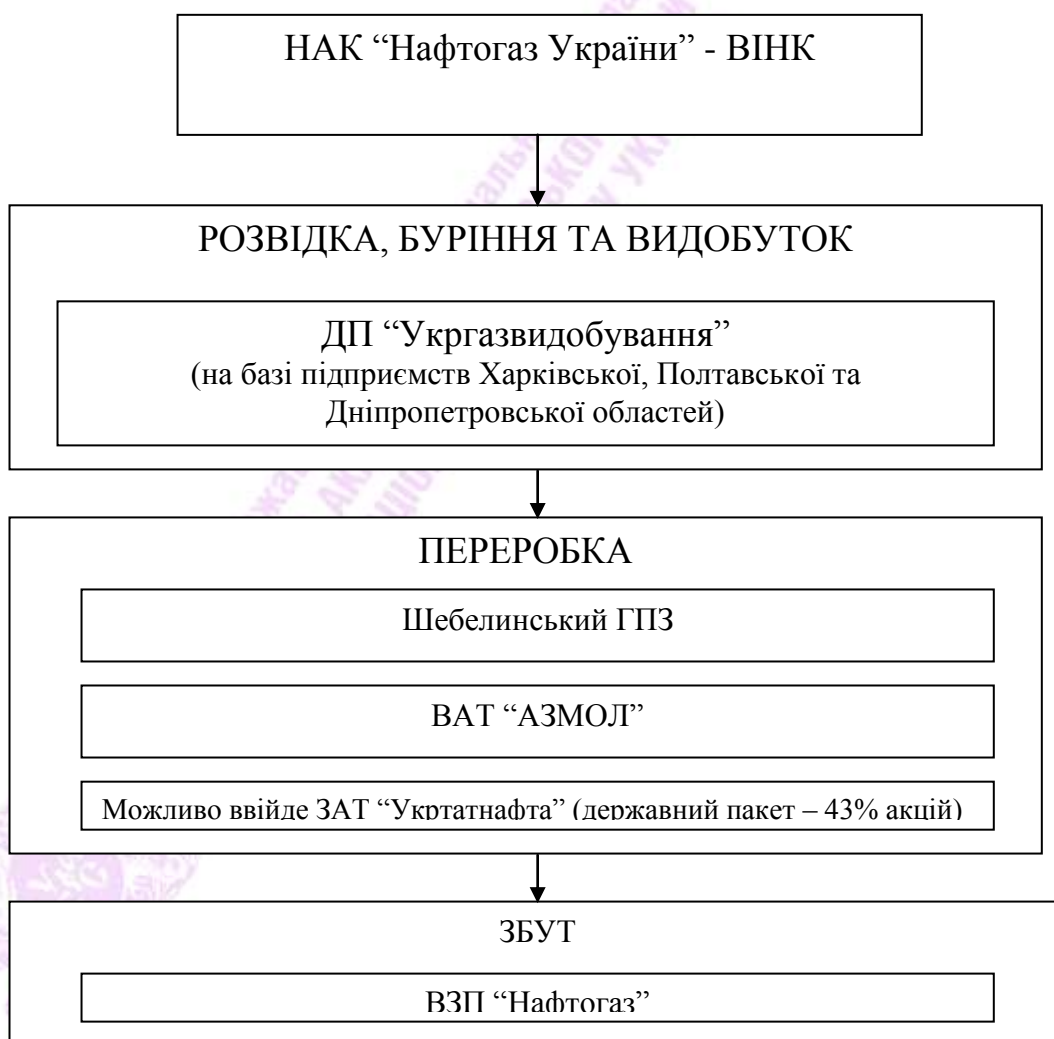 НАК “Нафтогаз України” - ВІНК
РОЗВІДКА, БУРІННЯ ТА ВИДОБУТОК
ДП “Укргазвидобування”
(на базі підприємств Харківської, Полтавської та
Дніпропетровської областей)
ПЕРЕРОБКА
Шебелинський ГПЗ
ВАТ “АЗМОЛ”
Можливо ввійде ЗАТ “Укртатнафта” (державний пакет – 43% акцій)
ЗБУТ
ВЗП “Нафтогаз”